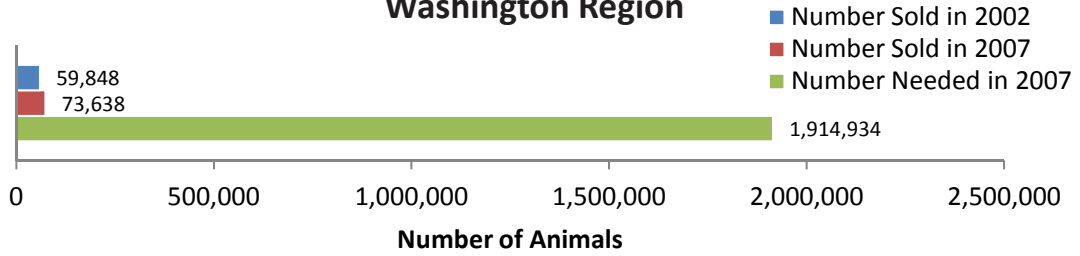 Washington Region
Number Sold in 2002
Number Sold in 2007
Number Needed in 2007
59,848
73,638
1,914,934
0 500,000 1,000,000 1,500,000 2,000,000 2,500,000
Number of Animals